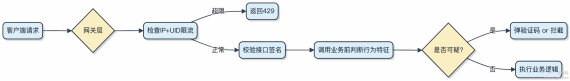 客户端请求
网关层
检查IP+UID限流
超限
返回429
正常
校验接口签名
调用业务前判断行为特征
是否可疑?
是
弹验证码 or 拦截
否
执行业务逻辑